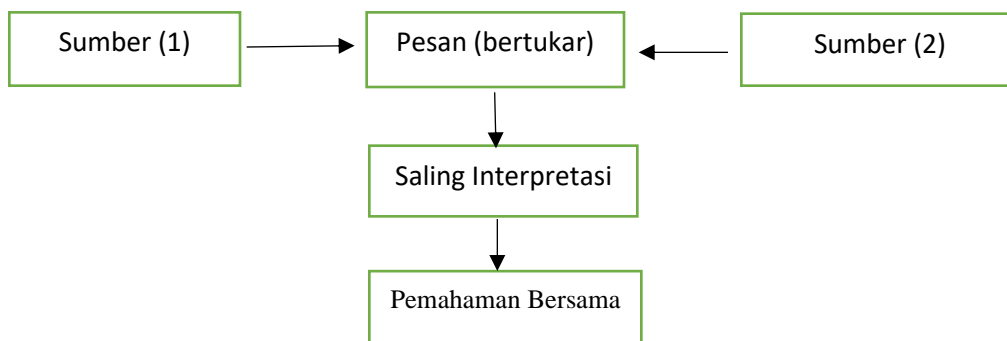 Sumber (1)
Pesan (bertukar)
Sumber (2)
Saling Interpretasi
Pemahaman Bersama